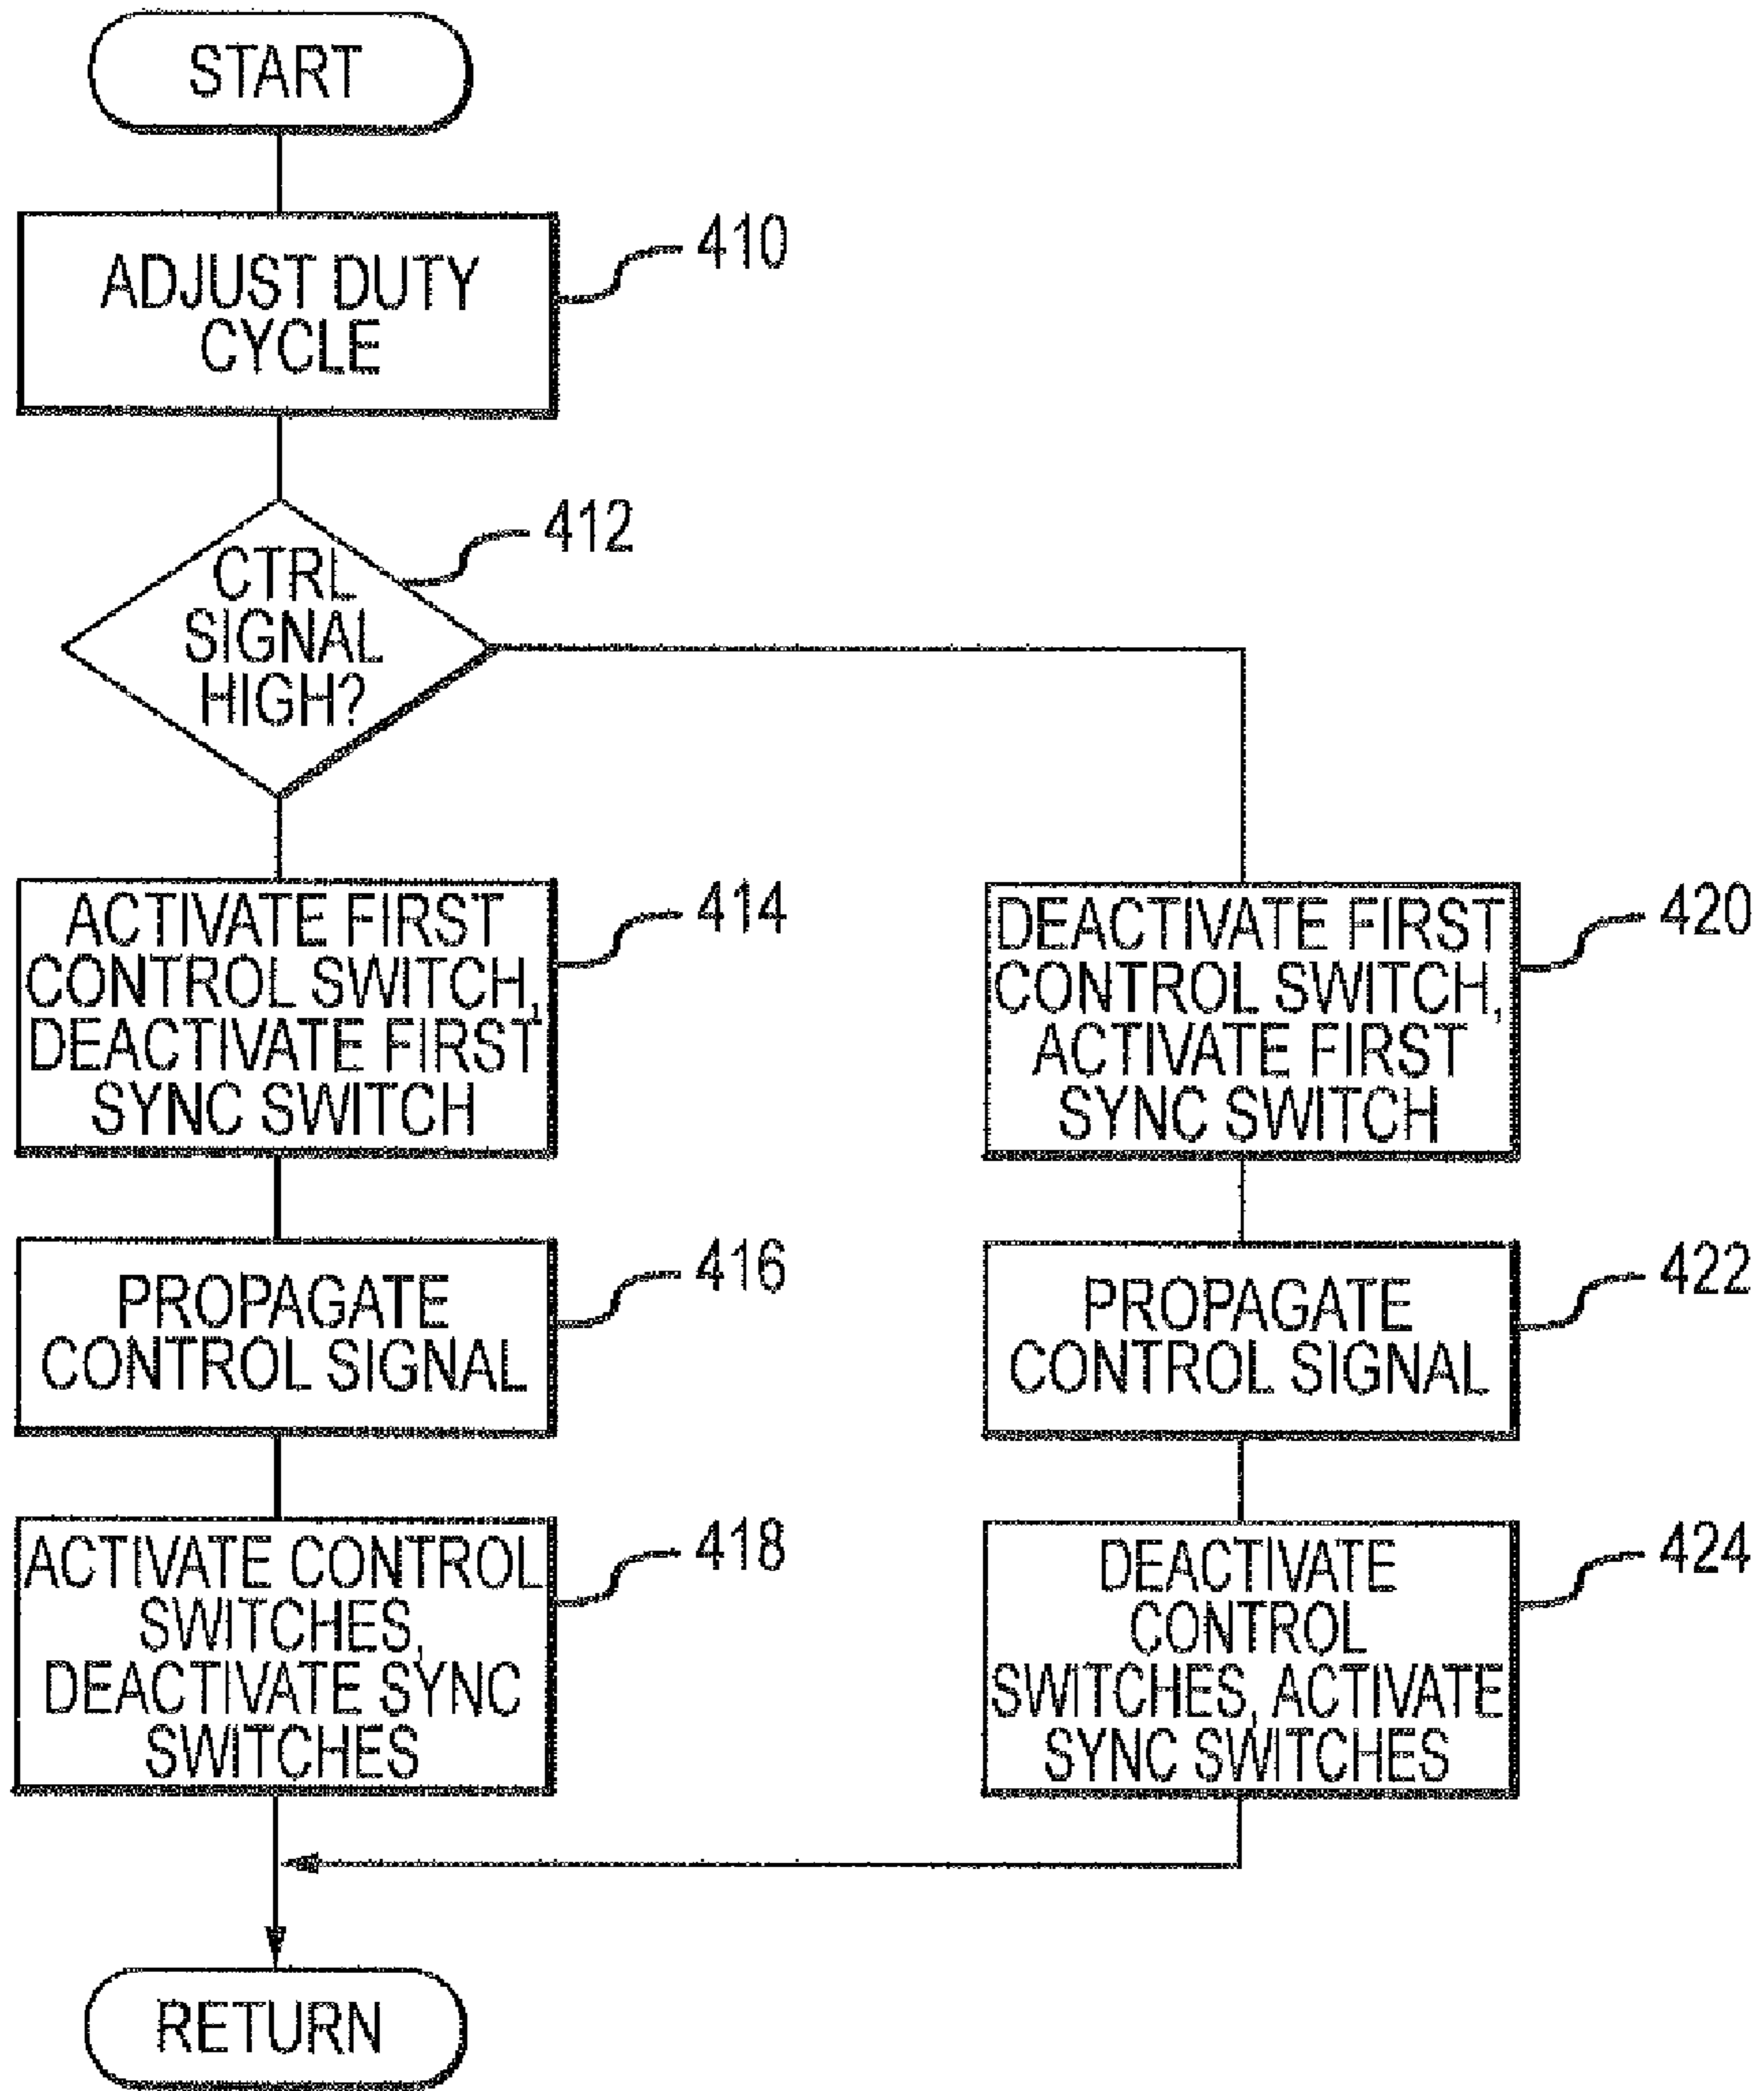 START
ADJUST DUTY
CYCLE
410
CTRL
SIGNAL
HIGH?
412
ACTIVATE FIRST
CONTROL SWITCH,
DEACTIVATE FIRST
SYNC SWITCH
414
DEACTIVATE FIRST
CONTROL SWITCH,
ACTIVATE FIRST
SYNC SWITCH
420
PROPAGATE
CONTROL SIGNAL
416
PROPAGATE
CONTROL SIGNAL
422
ACTIVATE CONTROL
SWITCHES,
DEACTIVATE SYNC
SWITCHES
418
DEACTIVATE
CONTROL
SWITCHES, ACTIVATE
SYNC SWITCHES
424
RETURN